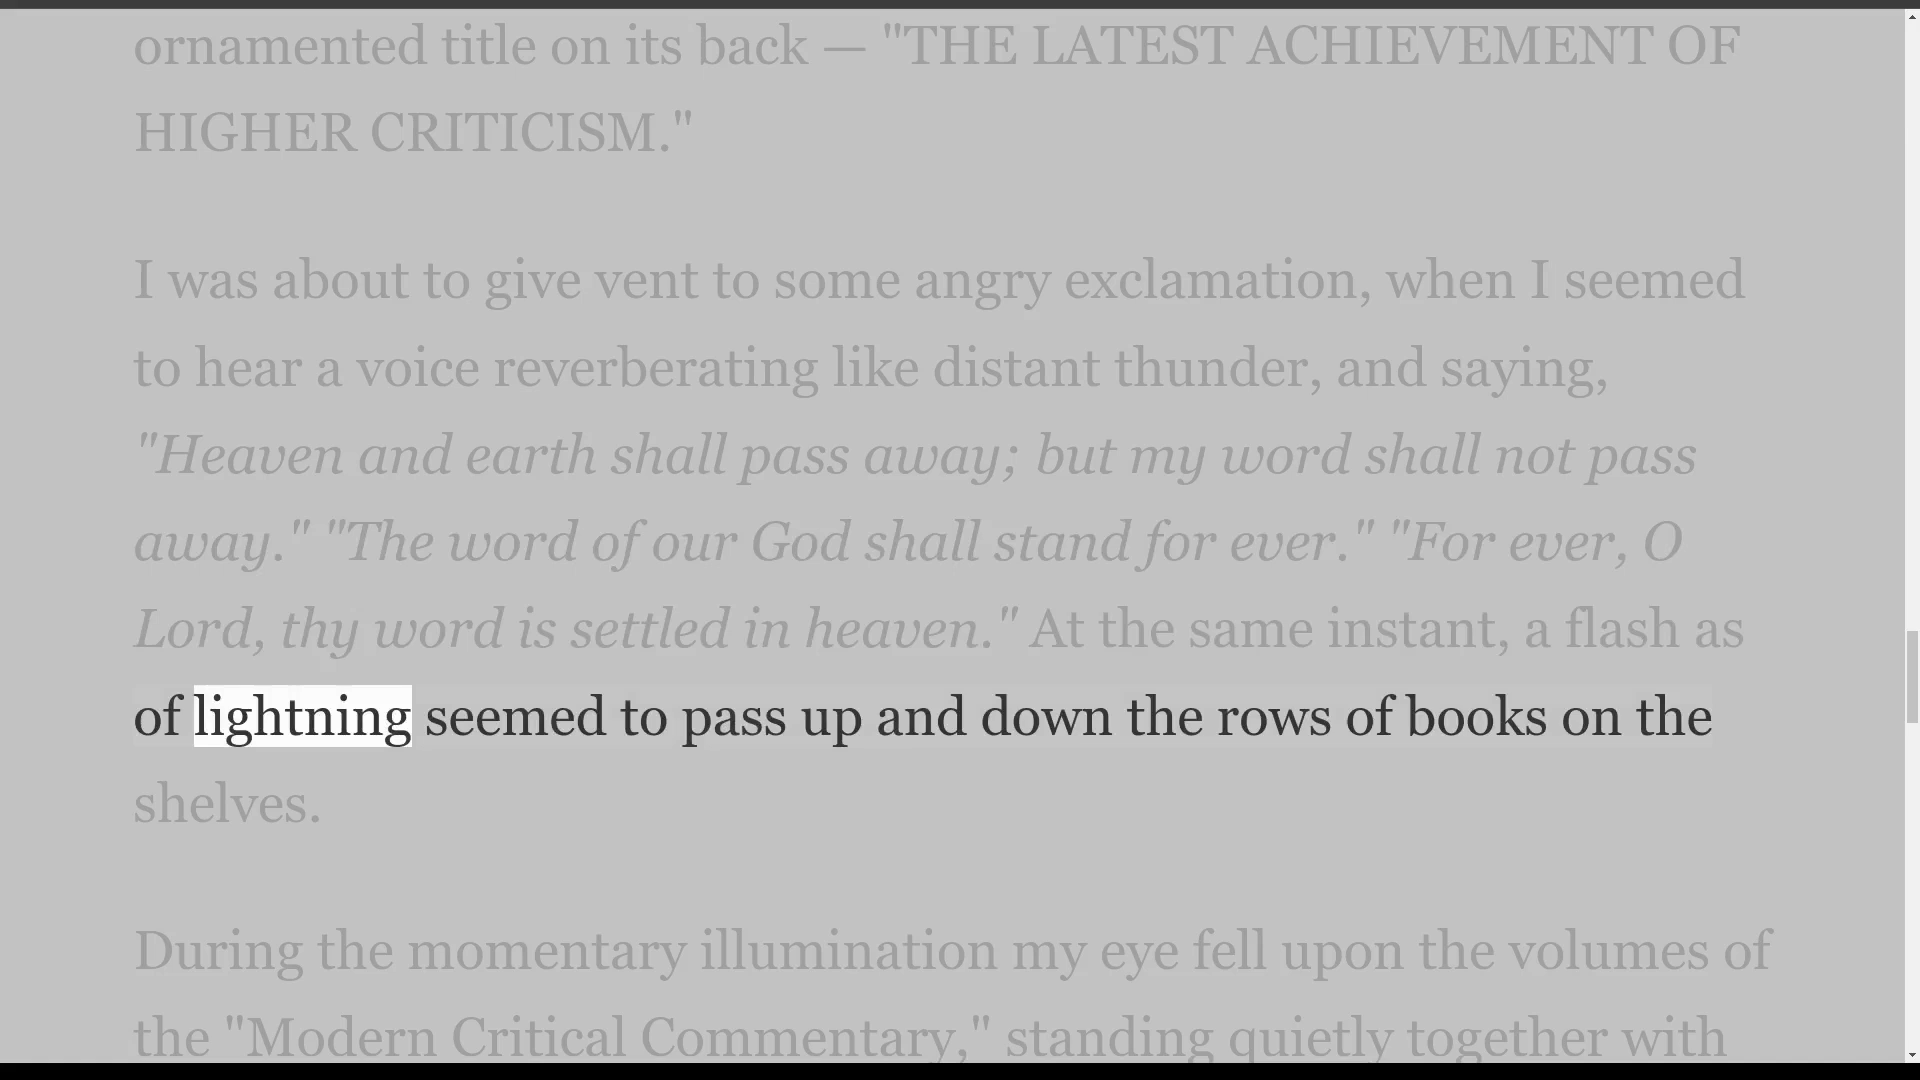 ornamented title on its back — "THE LATEST ACHIEVEMENT OF
HIGHER CRITICISM."
I was about to give vent to some angry exclamation, when I seemed
to hear a voice reverberating like distant thunder, and saying,
"Heaven and earth shall pass away; but my word shall not pass
away." "The word of our God shall stand for ever." "For ever, O
Lord, thy word is settled in heaven." At the same instant, a flash as
of lightning seemed to pass up and down the rows of books on the
shelves.
During the momentary illumination my eye fell upon the volumes of
the "Modern Critical Commentary," standing quietly together with